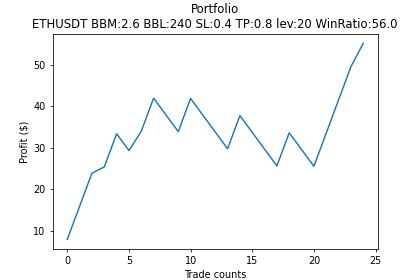 Portfolio
ETHUSDT BBM:2.6 BBL:240 SL:0.4 TP:0.8 lev:20 WinRatio:56.0
50
40
30
20
10
Profit ($)
0 5 10 15 20 25
Trade counts